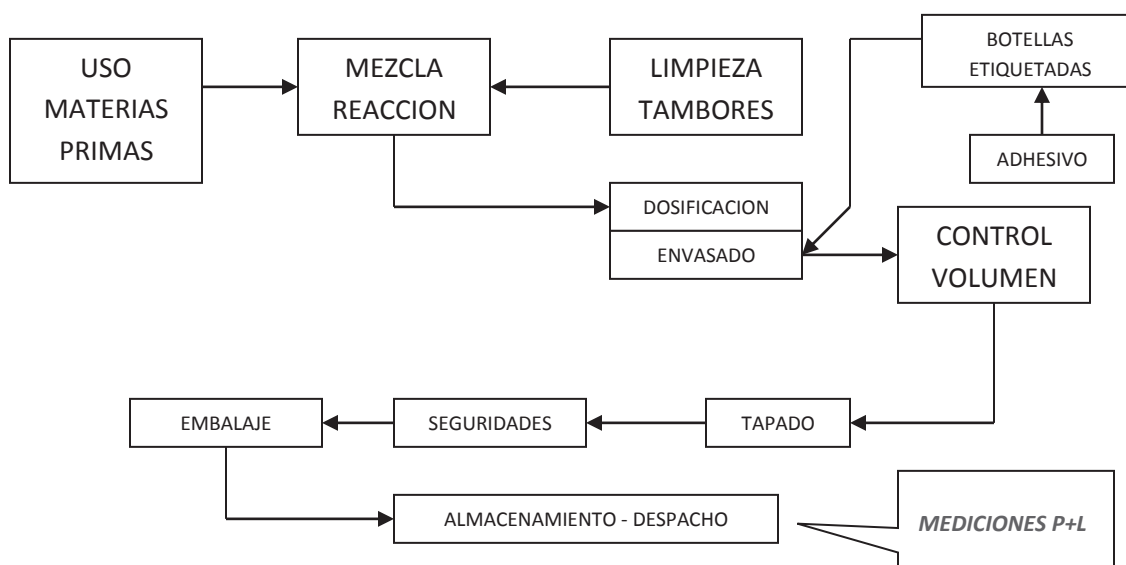 USO
MATERIAS
PRIMAS
MEZCLA
REACCION
LIMPIEZA
TAMBORES
BOTELLAS
ETIQUETADAS
ADHESIVO
DOSIFICACION
ENVASADO
CONTROL
VOLUMEN
EMBALAJE
SEGURIDADES
TAPADO
ALMACENAMIENTO - DESPACHO
MEDICIONES P+L